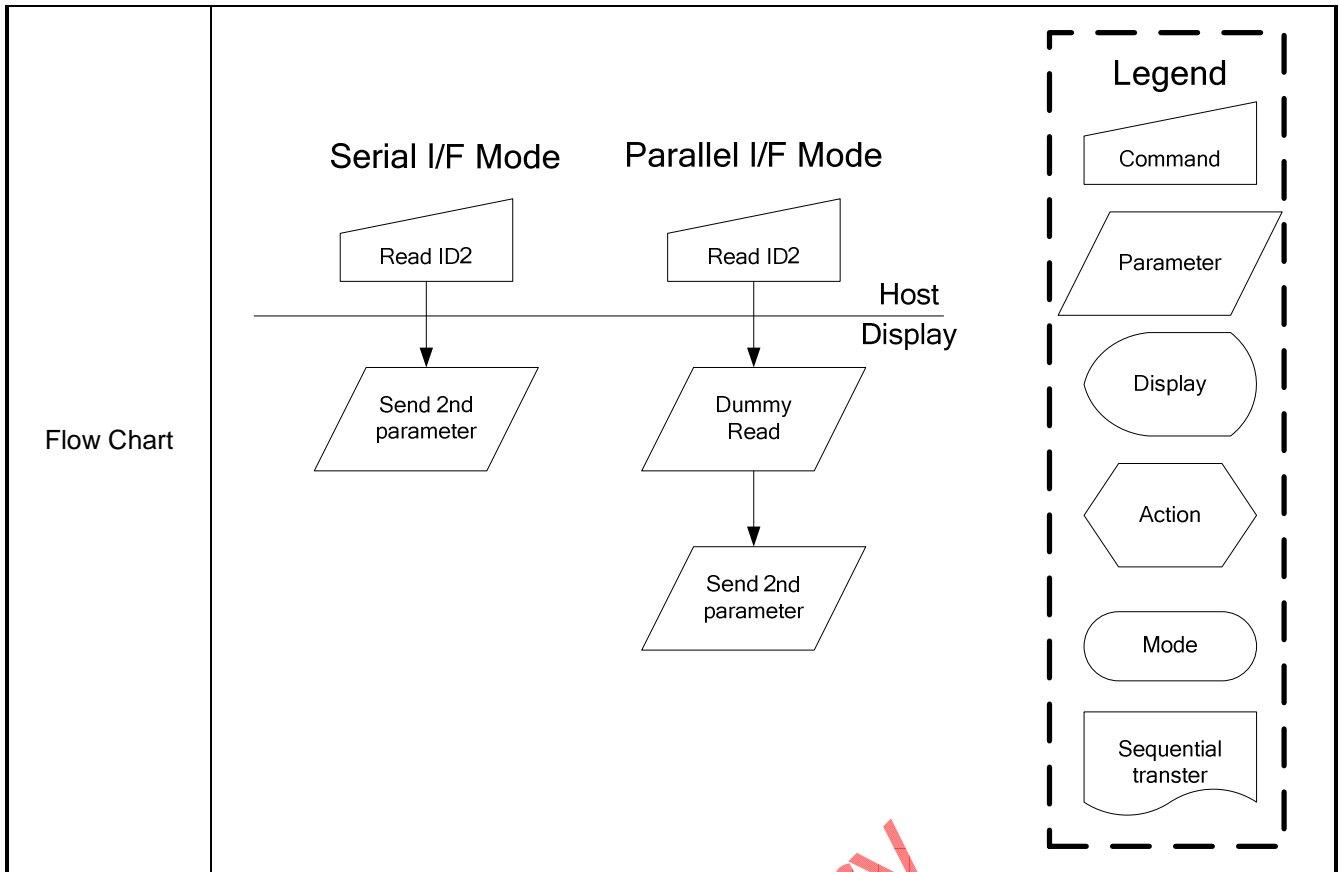 Flow Chart
Serial I/F Mode
Parallel I/F Mode
Read ID2
Read ID2
Host
Display
Send 2nd
parameter
Dummy
Read
Send 2nd
parameter
Legend
Command
Parameter
Display
Action
Mode
Sequential
transter